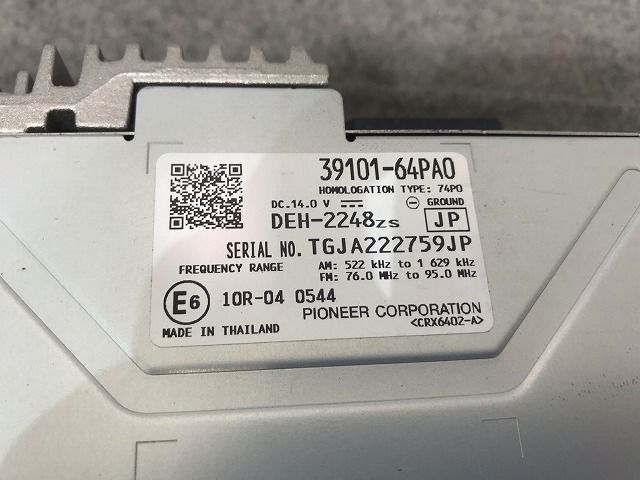 39101-64PA0
HOMOLOGATION TYPE: 74P0
DC.14.0 V ⎓ ⊖ GROUND
DEH-2248ZS JP
SERIAL NO. TGJA222759JP
FREQUENCY RANGE AM: 522 kHz to 1 629 kHz
FM: 76.0 MHz to 95.0 MHz
E6 10R-04 0544
PIONEER CORPORATION
MADE IN THAILAND <CRX6402-A>